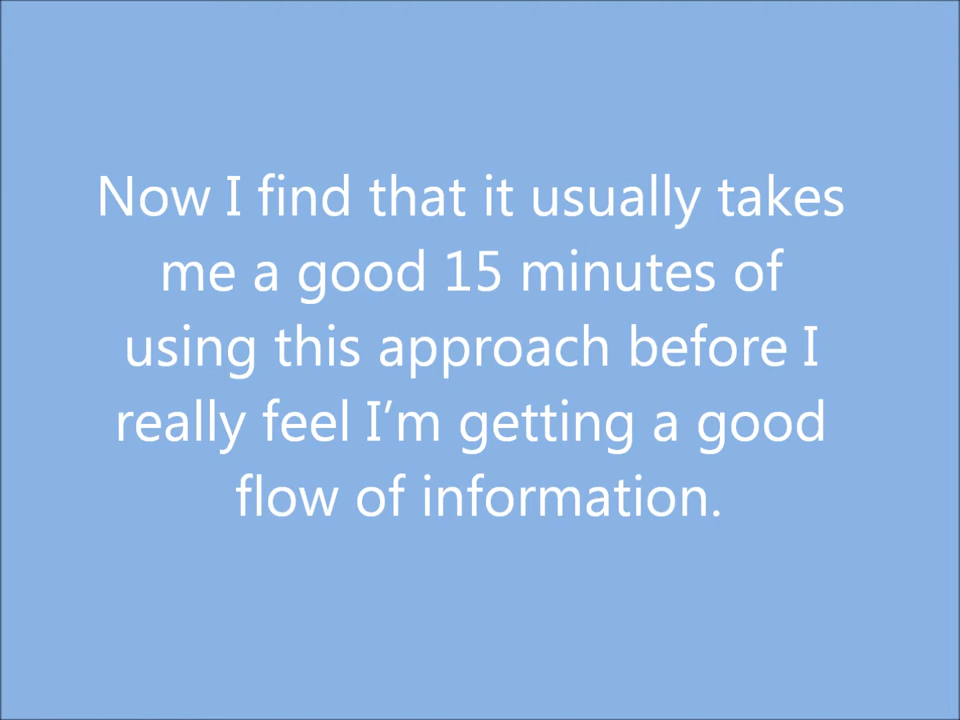 Now I find that it usually takes
me a good 15 minutes of
using this approach before I
really feel I’m getting a good
flow of information.